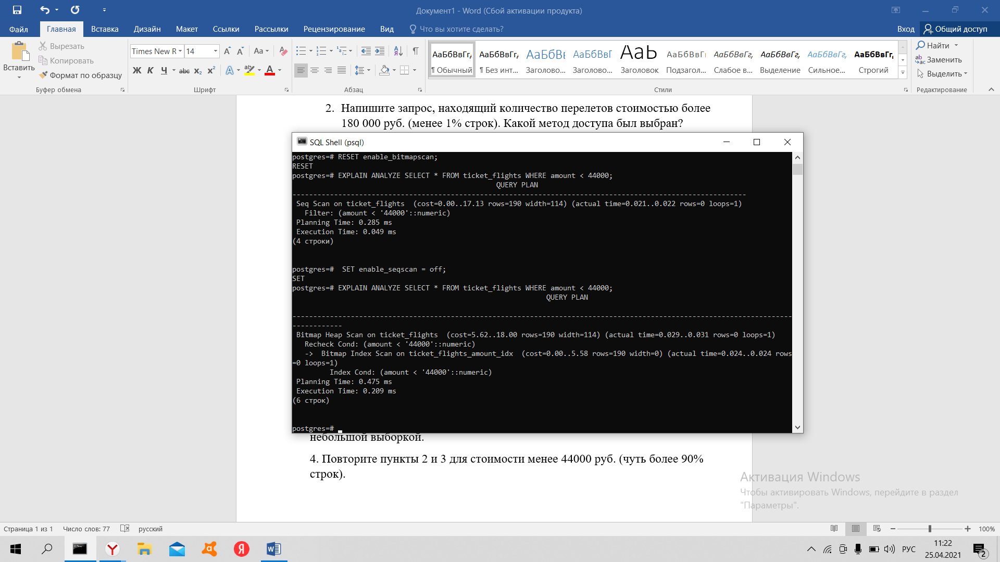 Документ1 - Word (Сбой активации продукта)
Файл Главная Вставка Дизайн Макет Ссылки Рассылки Рецензирование Вид Что вы хотите сделать? Вход Общий доступ
Вставить
Вырезать
Копировать
Формат по образцу
Буфер обмена
Times New R 14 Аа
Ж К Ч abc x₂ x² А ab А
Шрифт
Абзац
АаБбВвГг, АаБбВвГг, АаБбВг АаБбВвГ АаЬ АаБбВвГг АаБбВвГг, АаБбВвГг, АаБбВвГг, АаБбВвГг,
¶ Обычный ¶ Без инт... Заголово... Заголово... Заголовок Подзагол... Слабое в... Выделение Сильное... Строгий
Стили
Найти
Заменить
Выделить
Редактирование
2. Напишите запрос, находящий количество перелетов стоимостью более
180 000 руб. (менее 1% строк). Какой метод доступа был выбран?
SQL Shell (psql)
postgres=# RESET enable_bitmapscan;
RESET
postgres=# EXPLAIN ANALYZE SELECT * FROM ticket_flights WHERE amount < 44000;
QUERY PLAN
-------------------------------------------------------------------------------------------------------------
Seq Scan on ticket_flights  (cost=0.00..17.13 rows=190 width=114) (actual time=0.021..0.022 rows=0 loops=1)
Filter: (amount < '44000'::numeric)
Planning Time: 0.285 ms
Execution Time: 0.049 ms
(4 строки)
postgres=#  SET enable_seqscan = off;
SET
postgres=# EXPLAIN ANALYZE SELECT * FROM ticket_flights WHERE amount < 44000;
QUERY PLAN
------------------------------------------------------------------------------------------------------------------------
------------
Bitmap Heap Scan on ticket_flights  (cost=5.62..18.00 rows=190 width=114) (actual time=0.029..0.031 rows=0 loops=1)
Recheck Cond: (amount < '44000'::numeric)
->  Bitmap Index Scan on ticket_flights_amount_idx  (cost=0.00..5.58 rows=190 width=0) (actual time=0.024..0.024 rows
=0 loops=1)
Index Cond: (amount < '44000'::numeric)
Planning Time: 0.475 ms
Execution Time: 0.209 ms
(6 строк)
postgres=#
небольшой выборкой.
4. Повторите пункты 2 и 3 для стоимости менее 44000 руб. (чуть более 90%
строк).
Активация Windows
Чтобы активировать Windows, перейдите в раздел
"Параметры".
Страница 1 из 1 Число слов: 77 русский 100%
РУС
11:22
25.04.2021
2